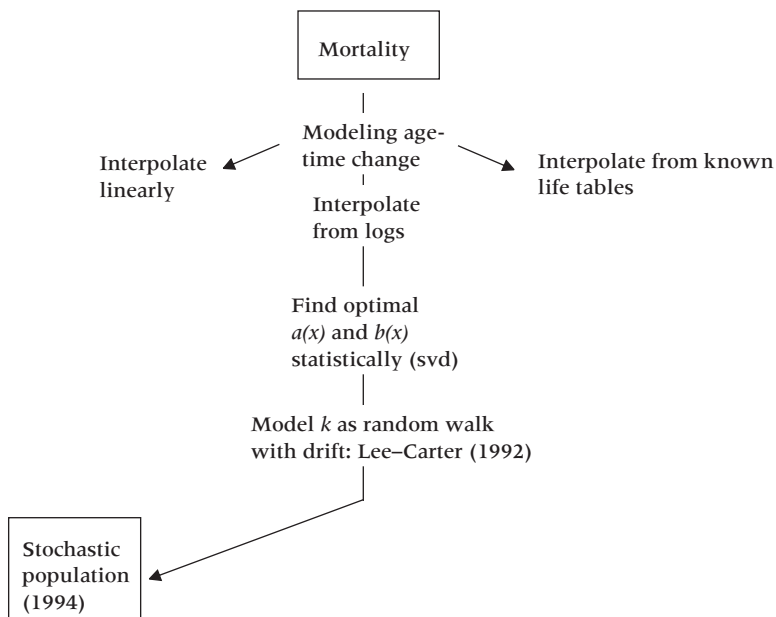 Mortality
Modeling age-
time change
Interpolate
linearly
Interpolate from known
life tables
Interpolate
from logs
Find optimal
a(x) and b(x)
statistically (svd)
Model k as random walk
with drift: Lee–Carter (1992)
Stochastic
population
(1994)